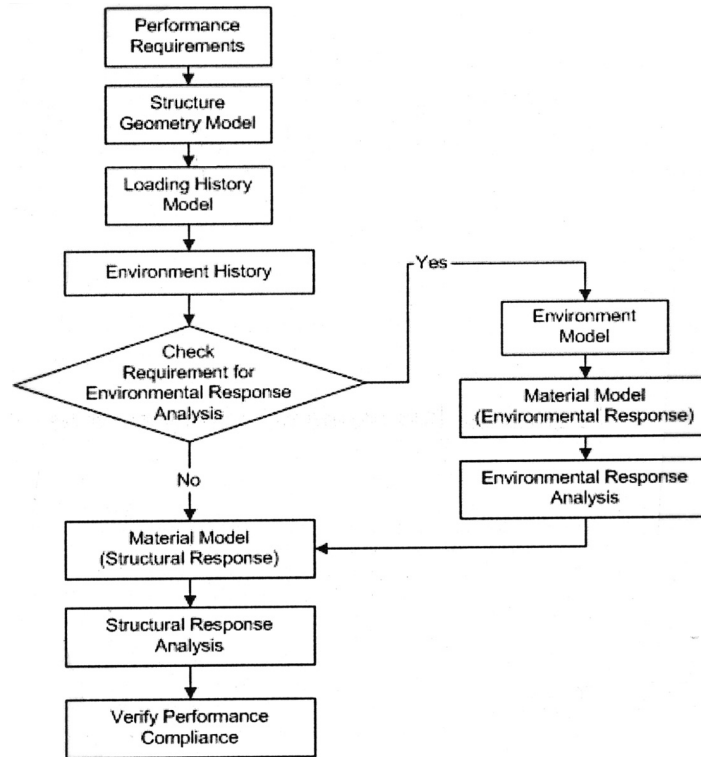 Performance
Requirements
Structure
Geometry Model
Loading History
Model
Environment History
Check
Requirement for
Environmental Response
Analysis
Yes
Environment
Model
Material Model
(Environmental Response)
Environmental Response
Analysis
No
Material Model
(Structural Response)
Structural Response
Analysis
Verify Performance
Compliance